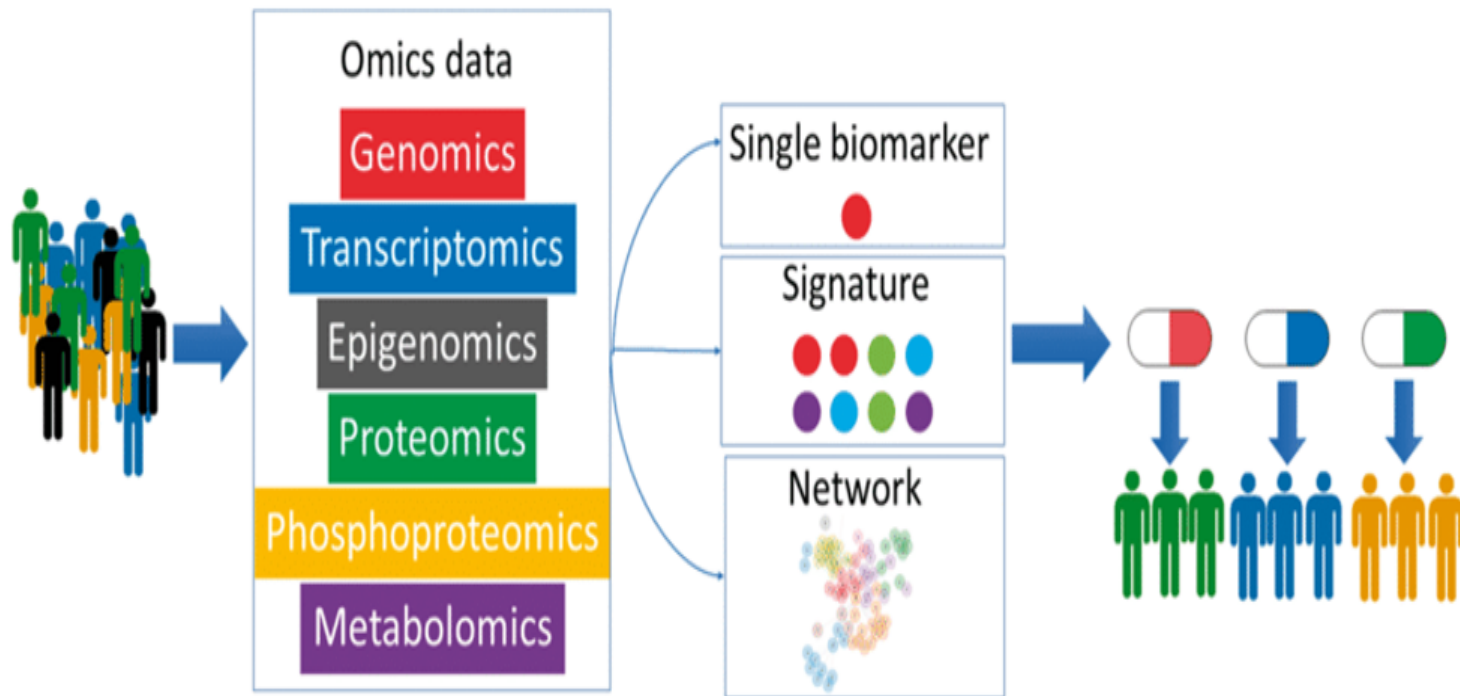 Omics data
Genomics
Transcriptomics
Epigenomics
Proteomics
Phosphoproteomics
Metabolomics
Single biomarker
Signature
Network